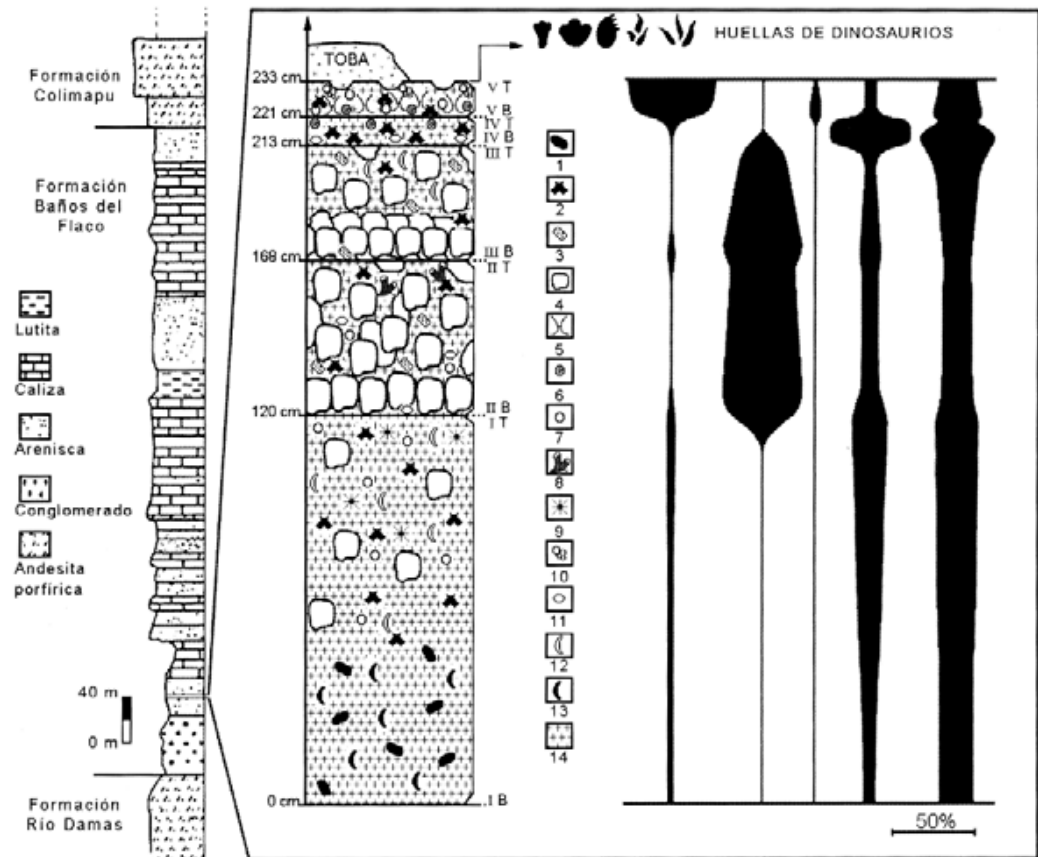 Formación
Colimapu
Formación
Baños del
Flaco
Lutita
Caliza
Arenisca
Conglomerado
Andesita
porfírica
40 m
0 m
Formación
Río Damas
TOBA
HUELLAS DE DINOSAURIOS
233 cm
V T
221 cm
V B
IV T
IV B
213 cm
III T
168 cm
III B
II T
120 cm
II B
I T
0 cm
I B
1
2
3
4
5
6
7
8
9
10
11
12
13
14
50%